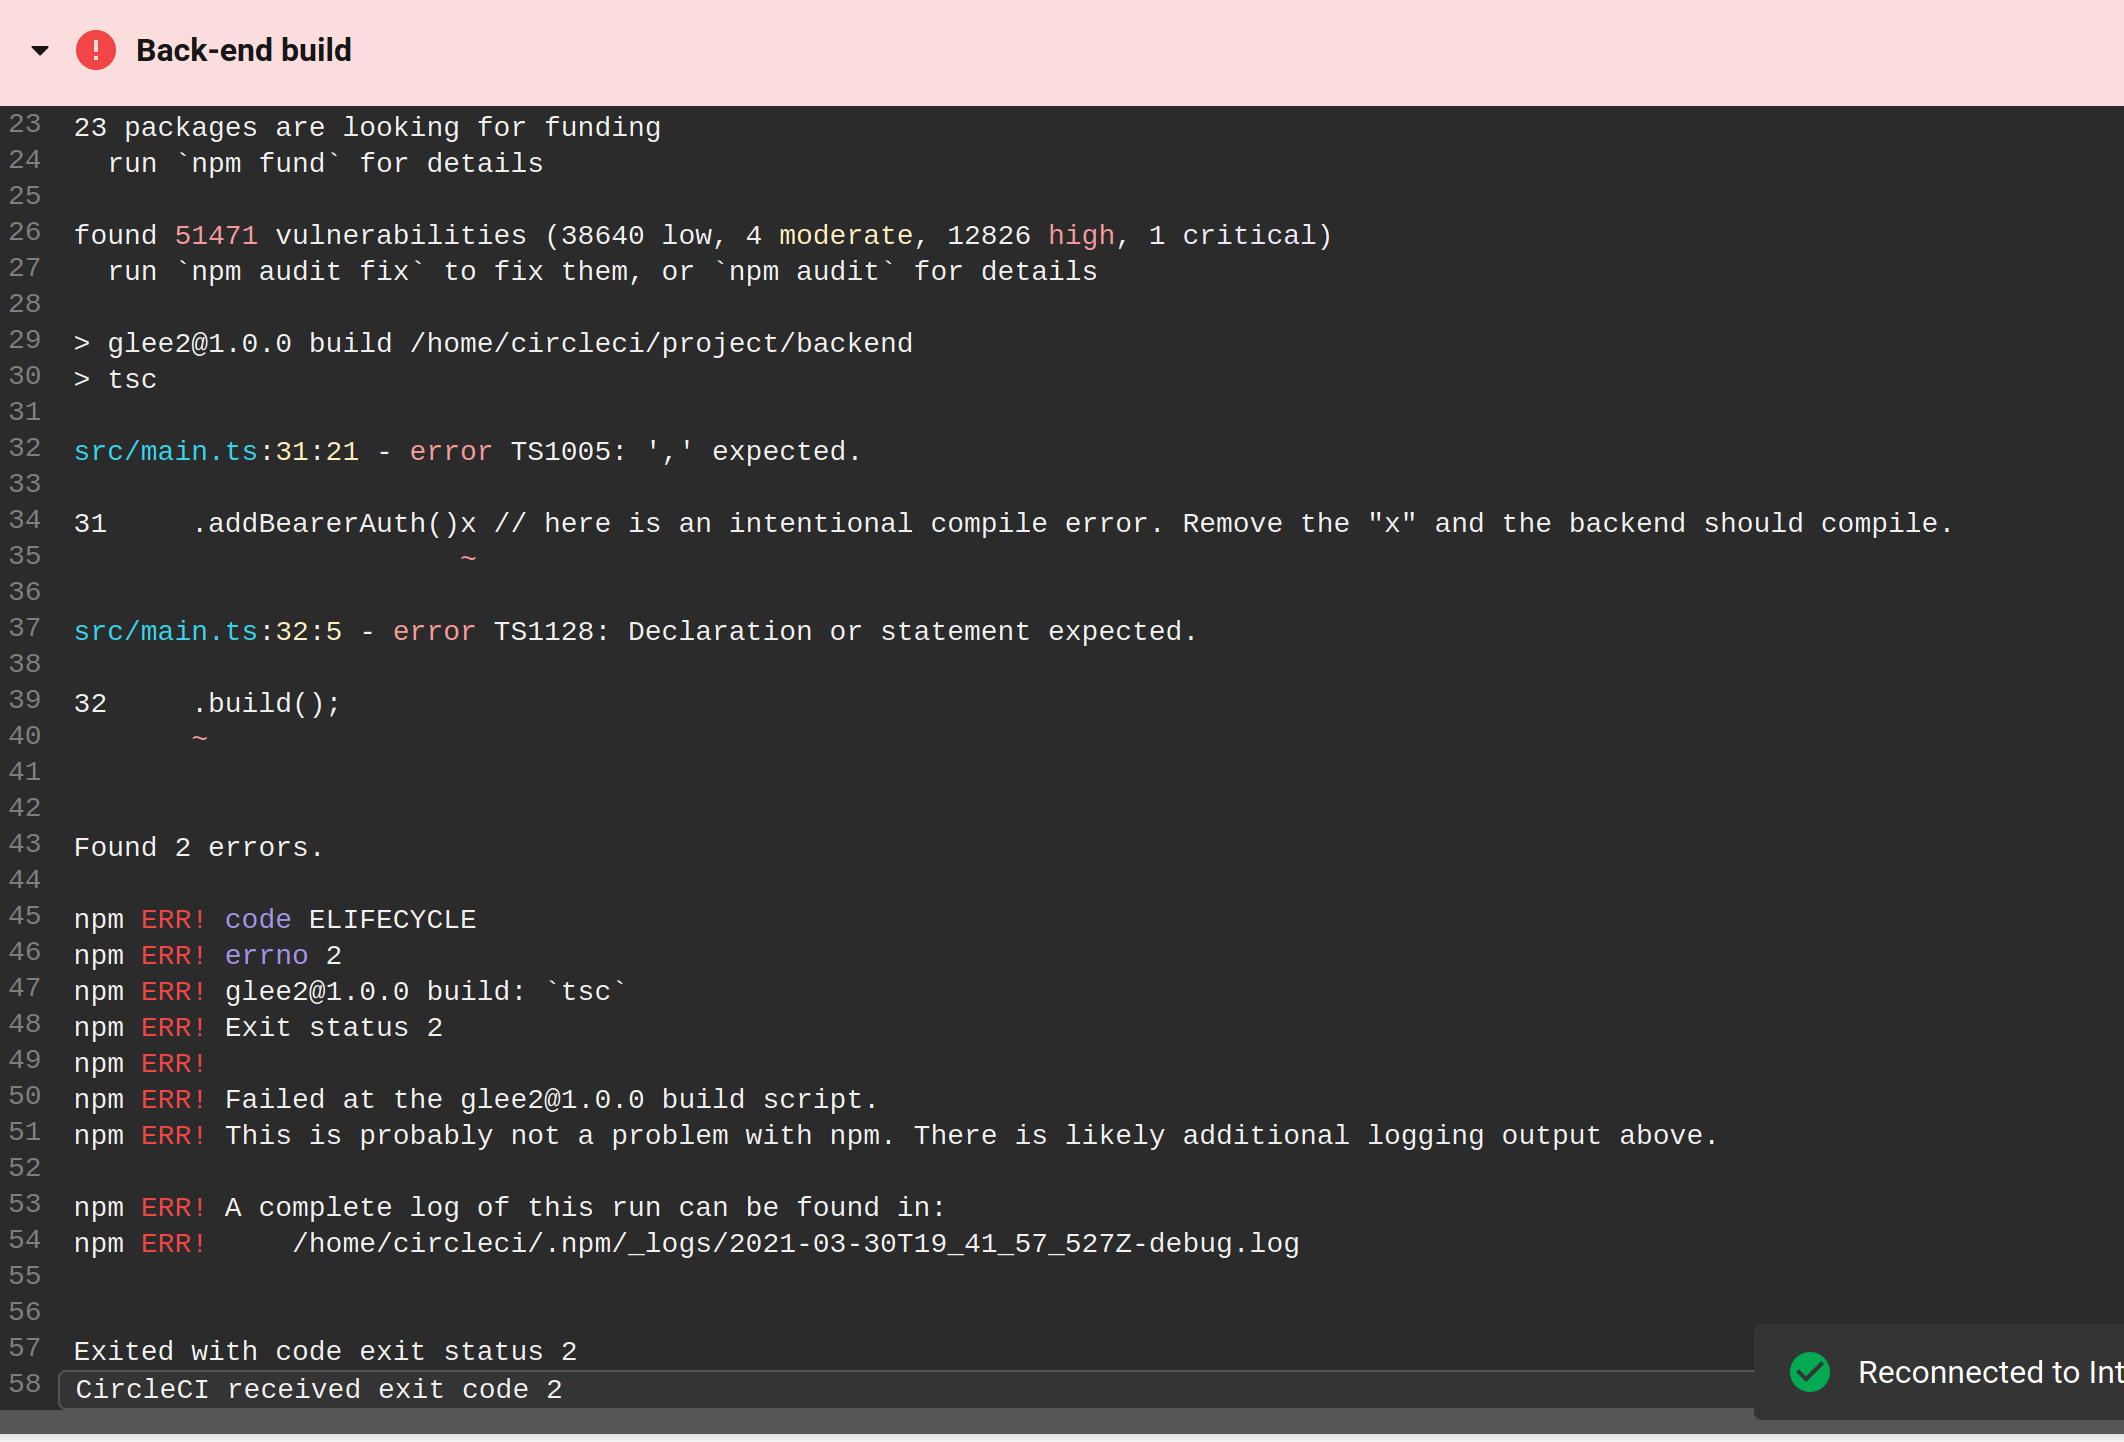 Back-end build
23 23 packages are looking for funding
24   run `npm fund` for details
25
26 found 51471 vulnerabilities (38640 low, 4 moderate, 12826 high, 1 critical)
27   run `npm audit fix` to fix them, or `npm audit` for details
28
29 > glee2@1.0.0 build /home/circleci/project/backend
30 > tsc
31
32 src/main.ts:31:21 - error TS1005: ',' expected.
33
34 31     .addBearerAuth()x // here is an intentional compile error. Remove the "x" and the backend should compile.
35                        ~
36
37 src/main.ts:32:5 - error TS1128: Declaration or statement expected.
38
39 32     .build();
40        ~
41
42
43 Found 2 errors.
44
45 npm ERR! code ELIFECYCLE
46 npm ERR! errno 2
47 npm ERR! glee2@1.0.0 build: `tsc`
48 npm ERR! Exit status 2
49 npm ERR!
50 npm ERR! Failed at the glee2@1.0.0 build script.
51 npm ERR! This is probably not a problem with npm. There is likely additional logging output above.
52
53 npm ERR! A complete log of this run can be found in:
54 npm ERR!     /home/circleci/.npm/_logs/2021-03-30T19_41_57_527Z-debug.log
55
56
57 Exited with code exit status 2
58 CircleCI received exit code 2
Reconnected to Int